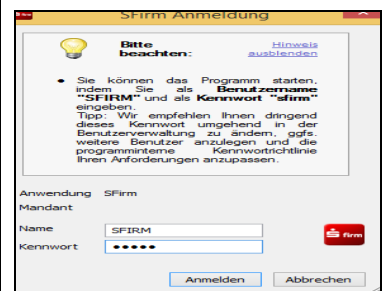 SFirm Anmeldung
Bitte beachten:
Hinweis ausblenden
• Sie können das Programm starten,
indem Sie als Benutzername
"SFIRM" und als Kennwort "sfirm"
eingeben.
Tipp: Wir empfehlen Ihnen dringend
dieses Kennwort umgehend in der
Benutzerverwaltung zu ändern, ggfs.
weitere Benutzer anzulegen und die
programminterne Kennwortrichtlinie
Ihren Anforderungen anzupassen.
Anwendung SFirm
Mandant
Name SFIRM
firm
Kennwort •••••
Anmelden Abbrechen